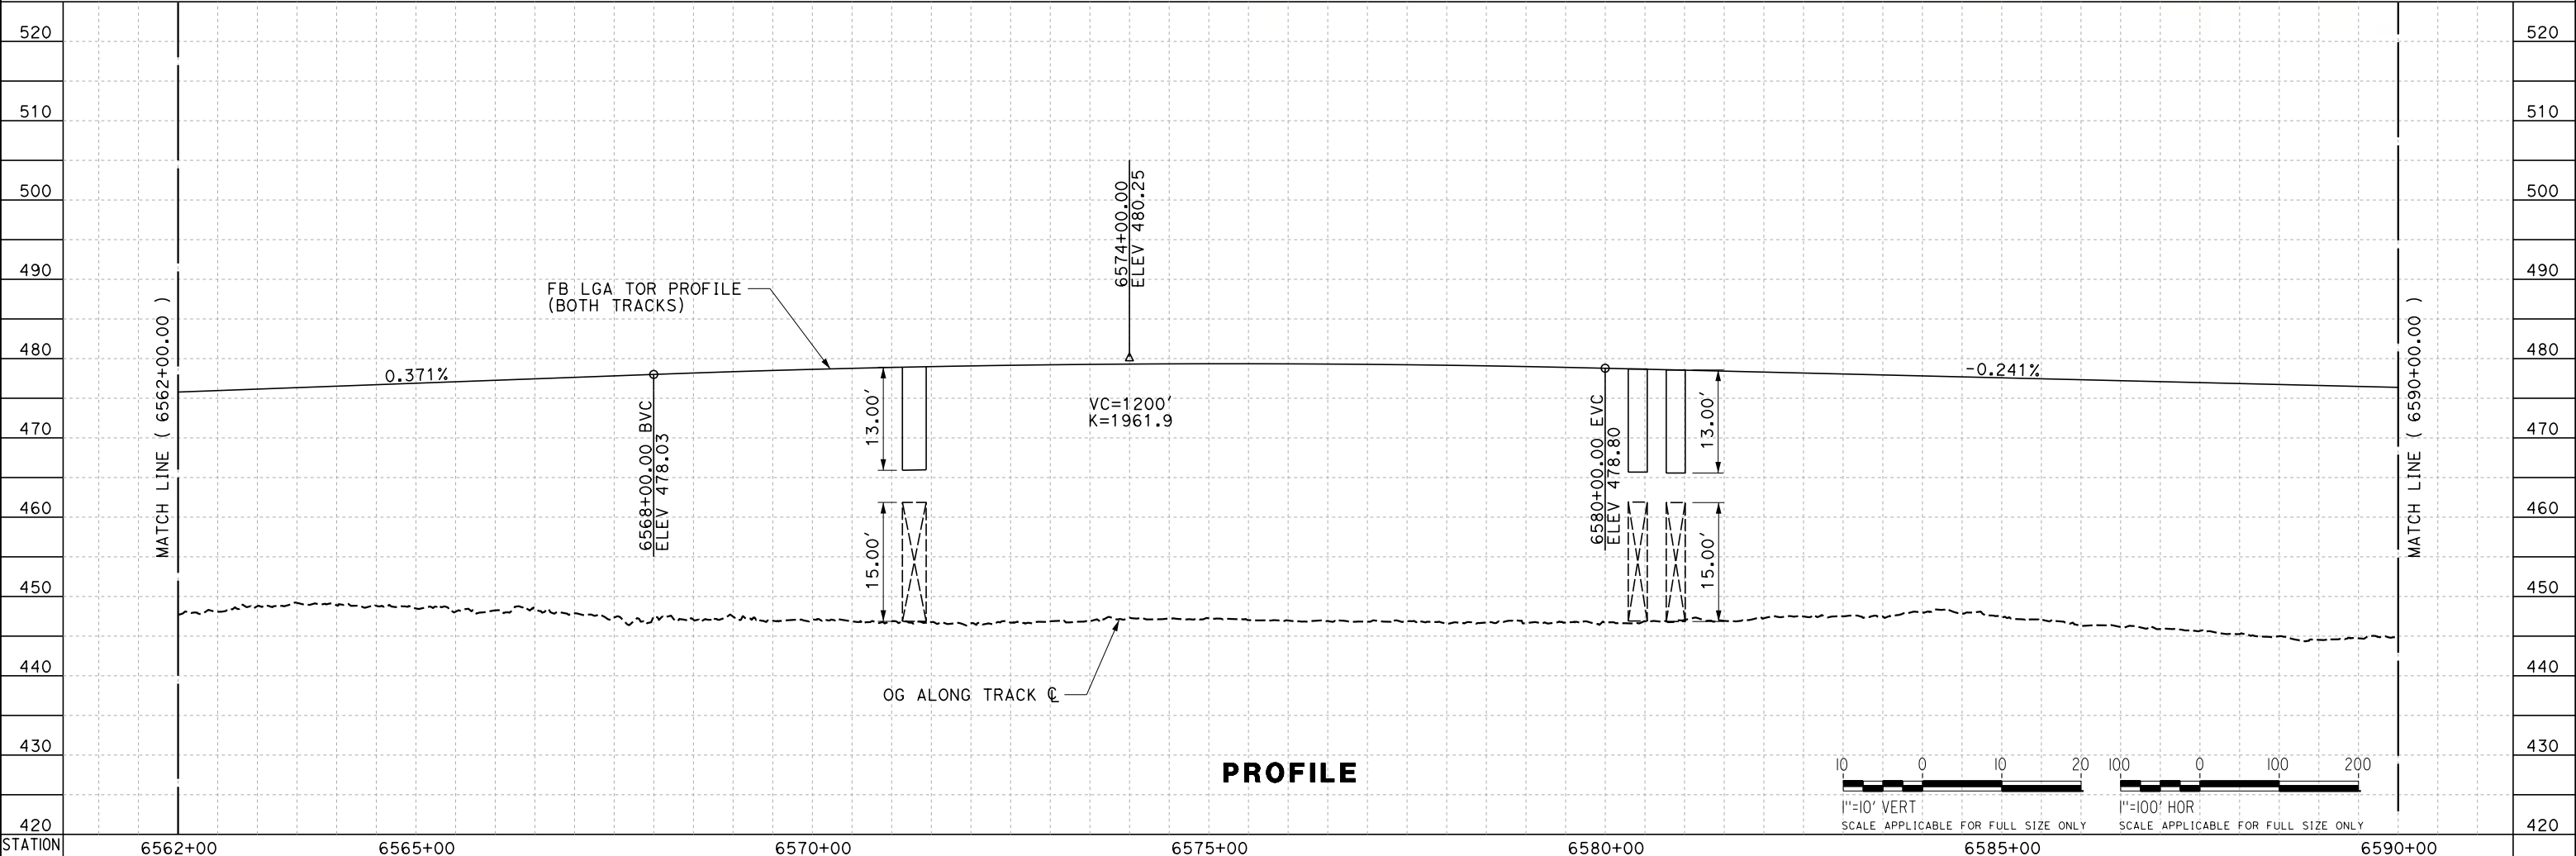 520
520
510
510
500
500
490
490
480
480
470
470
460
460
450
450
440
440
430
430
420
420
MATCH LINE ( 6562+00.00 )
0.371%
FB LGA TOR PROFILE
(BOTH TRACKS)
6568+00.00 BVC
ELEV 478.03
13.00'
15.00'
6574+00.00
ELEV 480.25
VC=1200'
K=1961.9
6580+00.00 EVC
ELEV 478.80
13.00'
15.00'
-0.241%
MATCH LINE ( 6590+00.00 )
OG ALONG TRACK ℄
PROFILE
10 0 10 20
1"=10' VERT
SCALE APPLICABLE FOR FULL SIZE ONLY
100 0 100 200
1"=100' HOR
SCALE APPLICABLE FOR FULL SIZE ONLY
STATION 6562+00 6565+00 6570+00 6575+00 6580+00 6585+00 6590+00